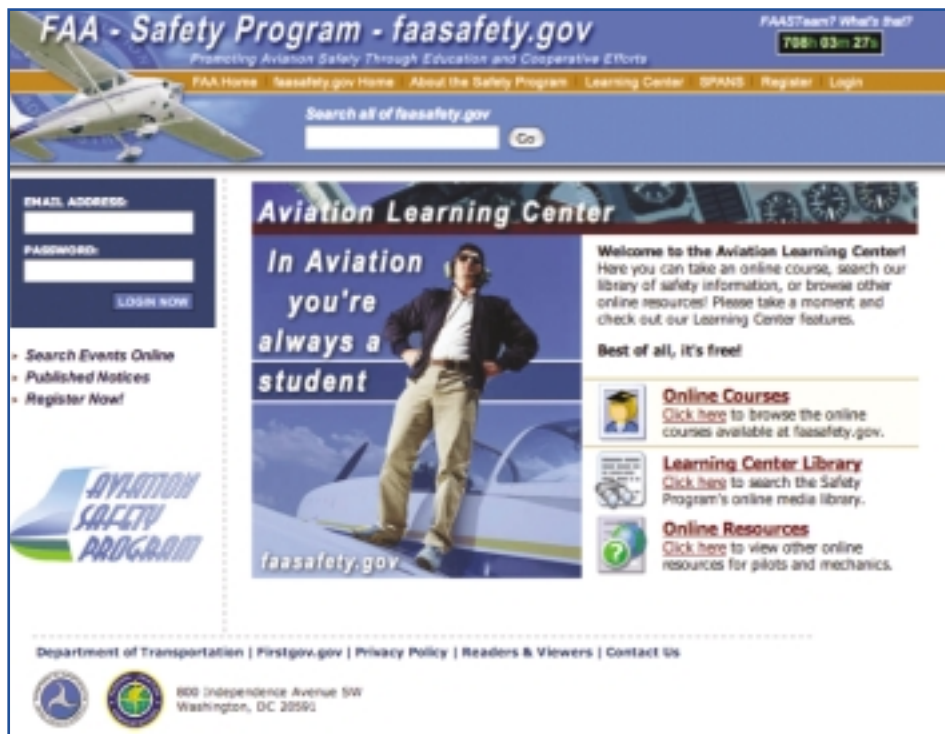 FAA - Safety Program - faasafety.gov
Promoting Aviation Safety Through Education and Cooperative Efforts
FAASTeam? What's that?
708h 03m 27s
FAA Home faasafety.gov Home About the Safety Program Learning Center SPANS Register Login
Search all of faasafety.gov
Go
EMAIL ADDRESS:
PASSWORD:
LOGIN NOW
» Search Events Online
» Published Notices
» Register Now!
AVIATION
SAFETY
PROGRAM
Aviation Learning Center
In Aviation
you're
always a
student
faasafety.gov
Welcome to the Aviation Learning Center!
Here you can take an online course, search our
library of safety information, or browse other
online resources! Please take a moment and
check out our Learning Center features.
Best of all, it's free!
Online Courses
Click here to browse the online
courses available at faasafety.gov.
Learning Center Library
Click here to search the Safety
Program's online media library.
Online Resources
Click here to view other online
resources for pilots and mechanics.
Department of Transportation | Firstgov.gov | Privacy Policy | Readers & Viewers | Contact Us
800 Independence Avenue SW
Washington, DC 20591